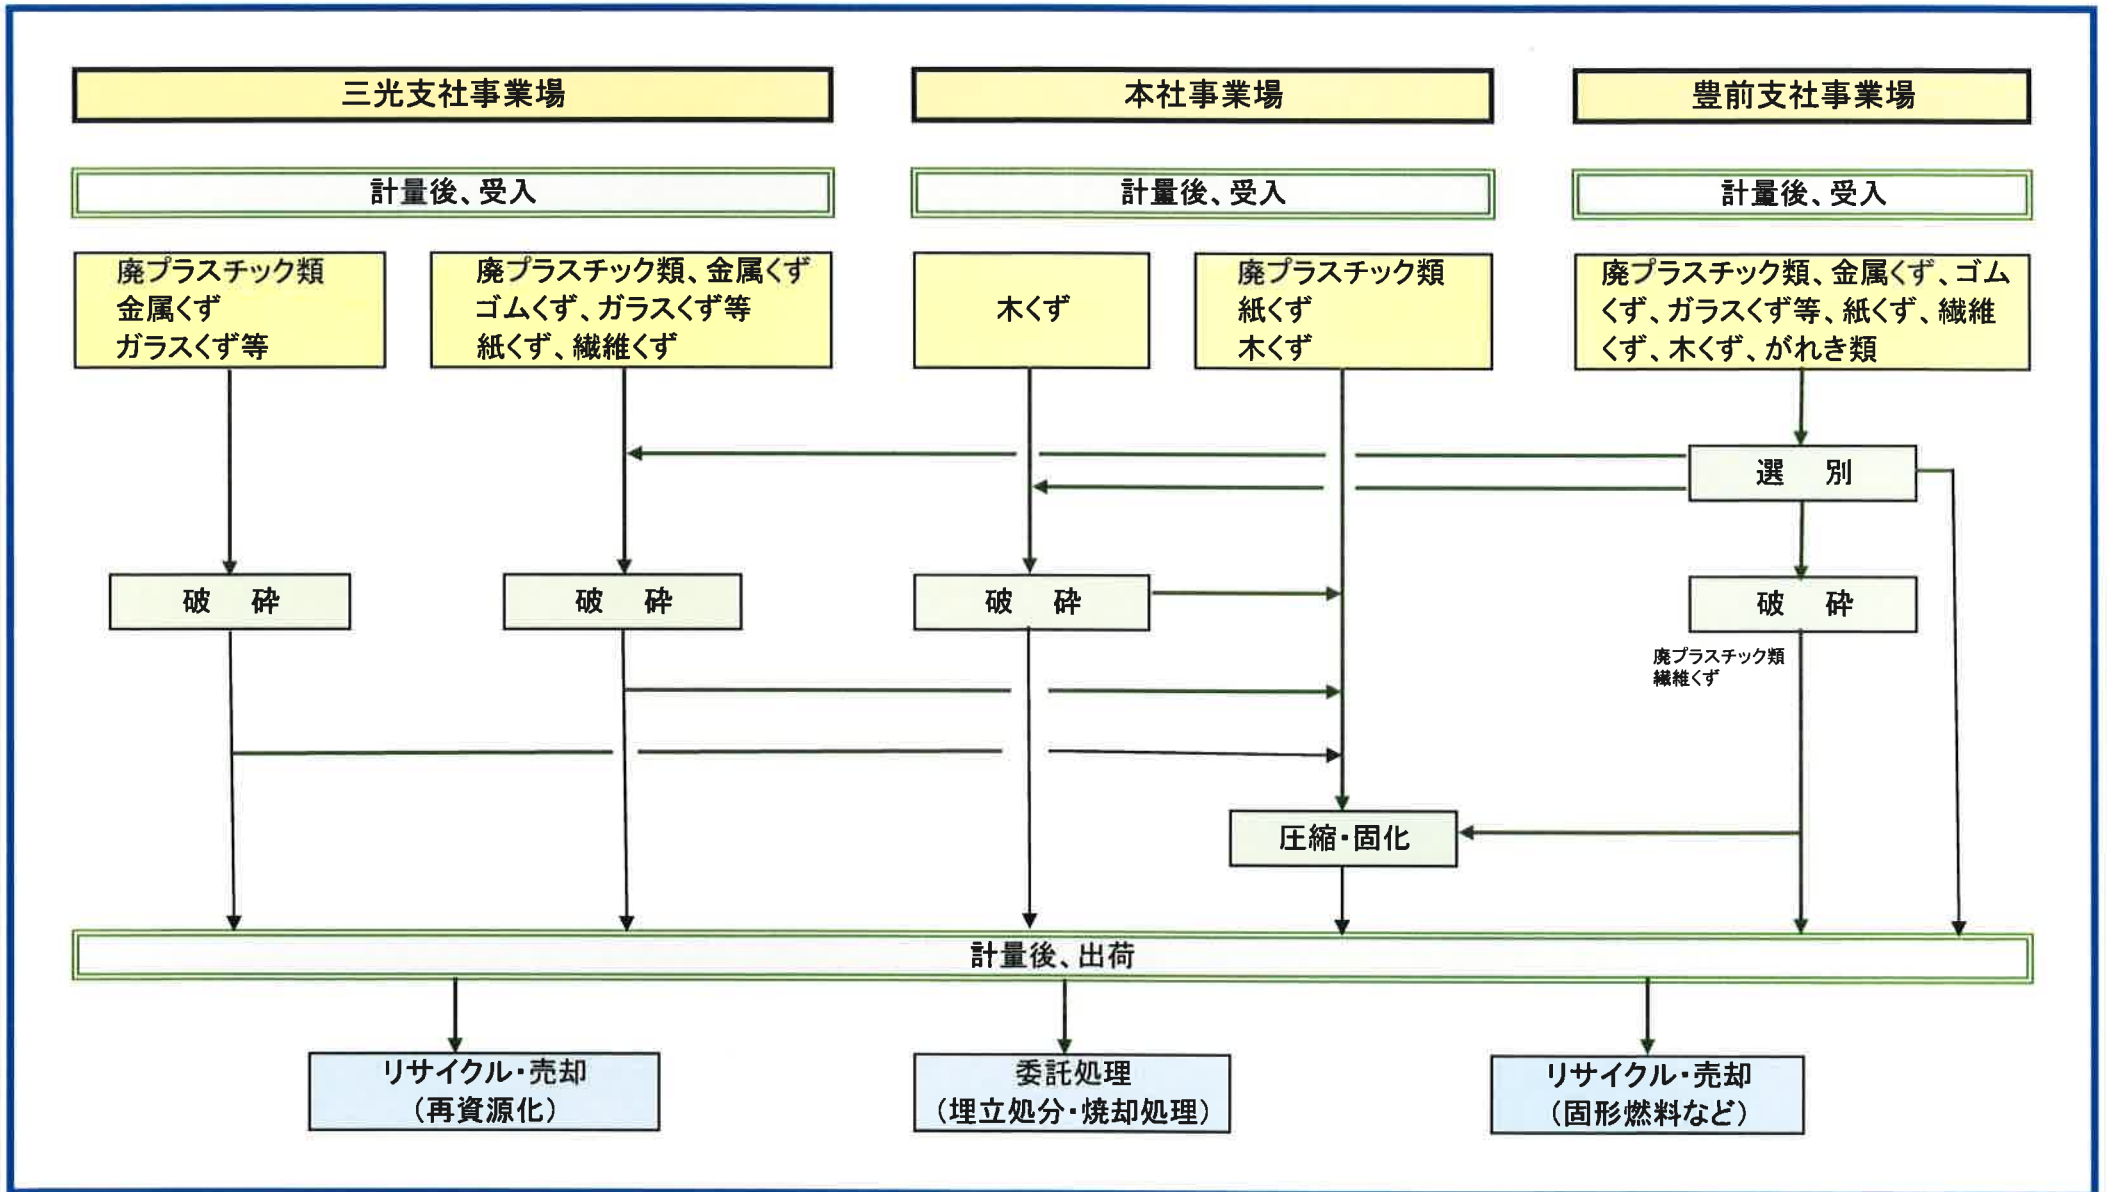 三光支社事業場
本社事業場
豊前支社事業場
計量後、受入
計量後、受入
計量後、受入
廃プラスチック類
金属くず
ガラスくず等
廃プラスチック類、金属くず
ゴムくず、ガラスくず等
紙くず、繊維くず
木くず
廃プラスチック類
紙くず
木くず
廃プラスチック類、金属くず、ゴム
くず、ガラスくず等、紙くず、繊維
くず、木くず、がれき類
選 別
破 砕
破 砕
破 砕
破 砕
廃プラスチック類
繊維くず
圧縮・固化
計量後、出荷
リサイクル・売却
（再資源化）
委託処理
（埋立処分・焼却処理）
リサイクル・売却
（固形燃料など）